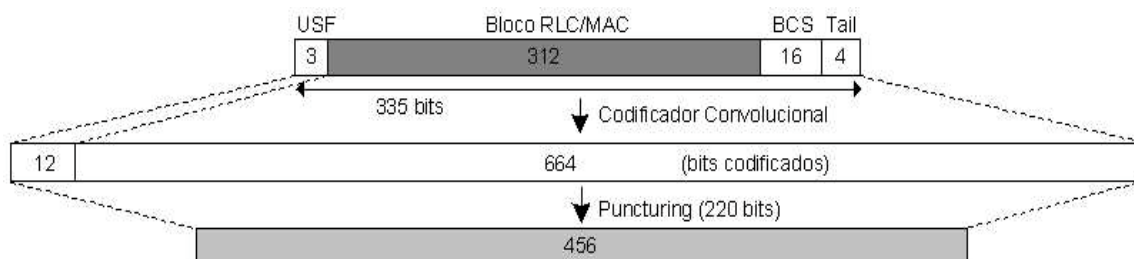 USF Bloco RLC/MAC BCS Tail
3 312 16 4
335 bits
Codificador Convolucional
12 664 (bits codificados)
Puncturing (220 bits)
456